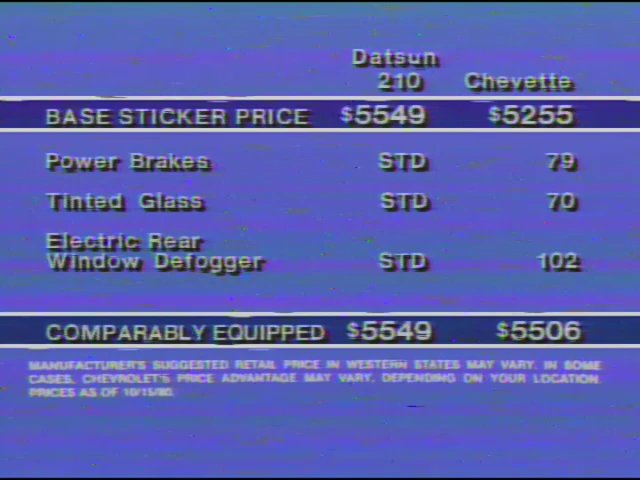 Datsun
210 Chevette
BASE STICKER PRICE $5549 $5255
Power Brakes STD 79
Tinted Glass STD 70
Electric Rear
Window Defogger STD 102
COMPARABLY EQUIPPED $5549 $5506
MANUFACTURER'S SUGGESTED RETAIL PRICE IN WESTERN STATES MAY VARY. IN SOME
CASES, CHEVROLET'S PRICE ADVANTAGE MAY VARY, DEPENDING ON YOUR LOCATION.
PRICES AS OF 10/15/80.